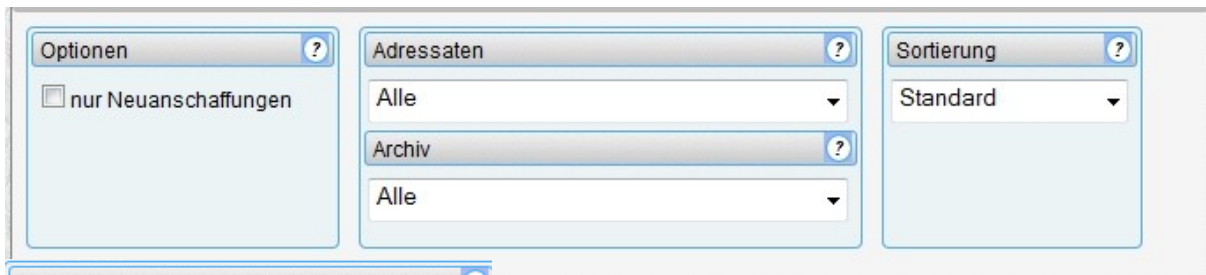 Optionen ?
nur Neuanschaffungen
Adressaten ?
Alle
Archiv ?
Alle
Sortierung ?
Standard